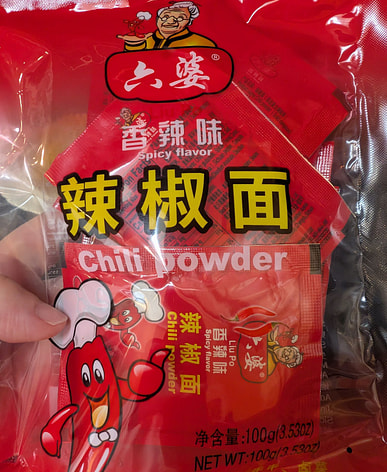 六婆®
香辣味
Spicy flavor
辣椒面
Chili powder
Liu Po
六婆
香辣味
Spicy flavor
辣椒面
Chili powder
净含量:100g(3.53oz)
NET WT:100g(3.53oz)